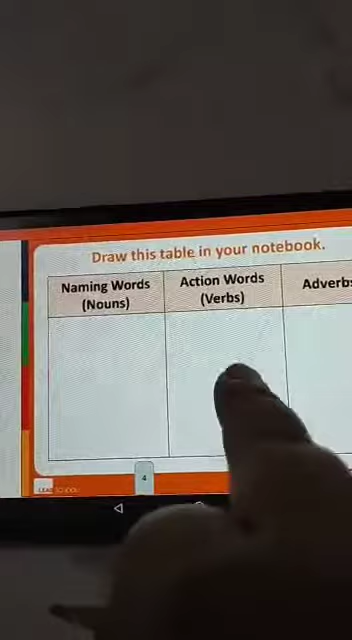 Draw this table in your notebook.
Naming Words
(Nouns)
Action Words
(Verbs)
Adverbs
4